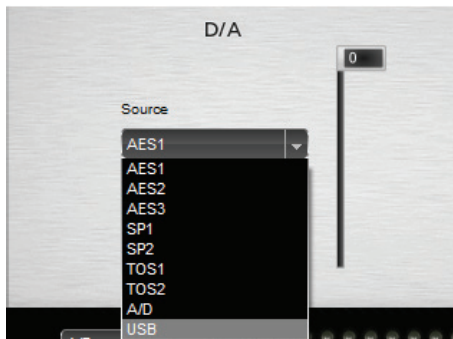 D/A
0
Source
AES1
AES1
AES2
AES3
SP1
SP2
TOS1
TOS2
A/D
USB